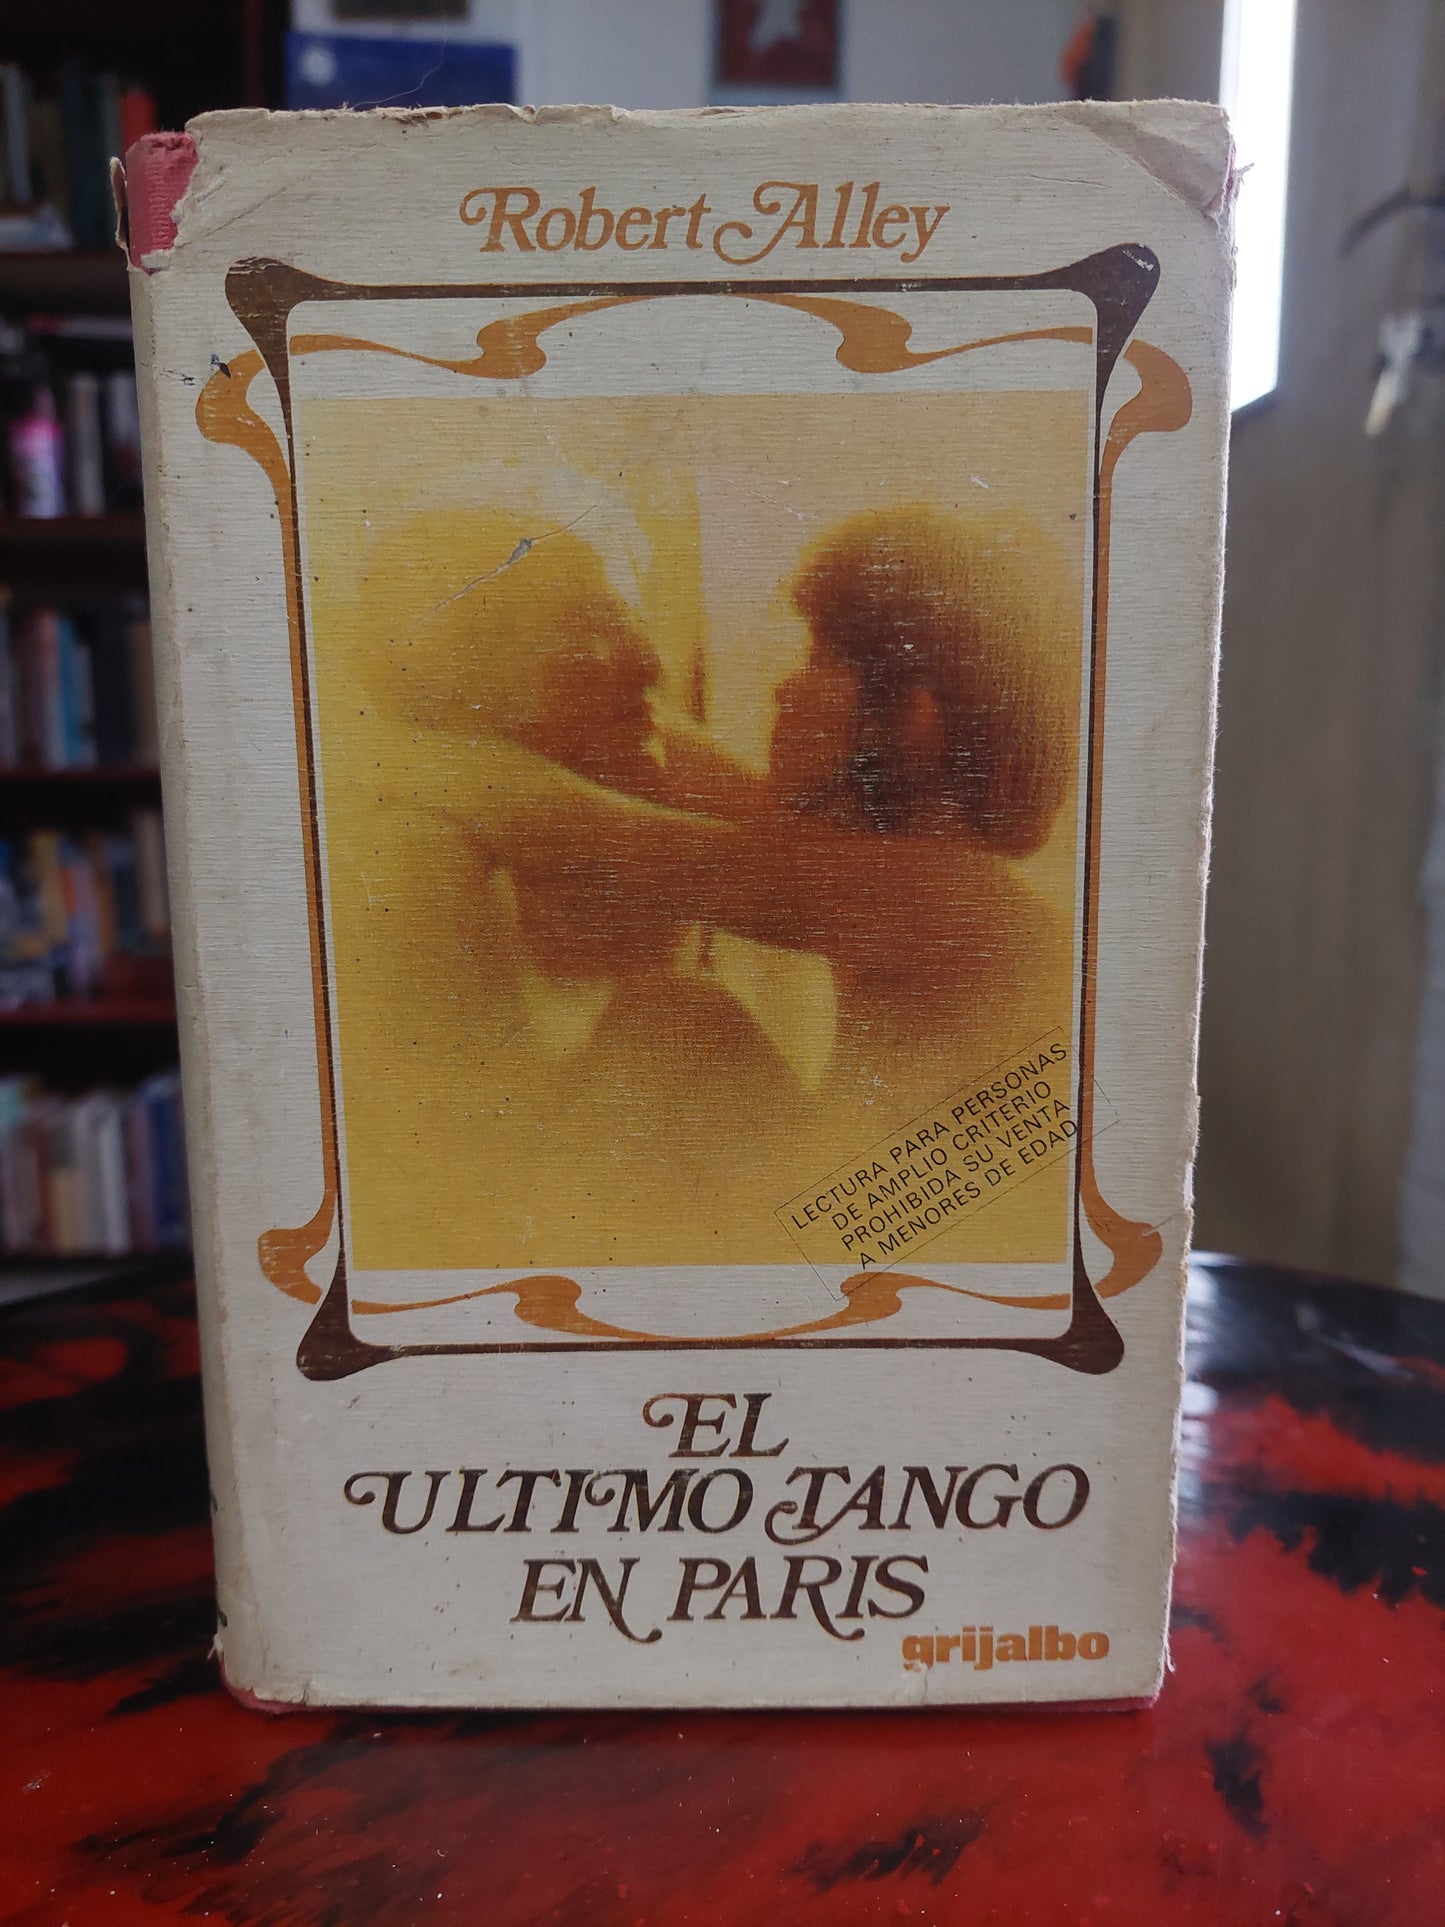 Robert Alley
LECTURA PARA PERSONAS
DE AMPLIO CRITERIO
PROHIBIDA SU VENTA
A MENORES DE EDAD
EL
ULTIMO TANGO
EN PARIS
grijalbo